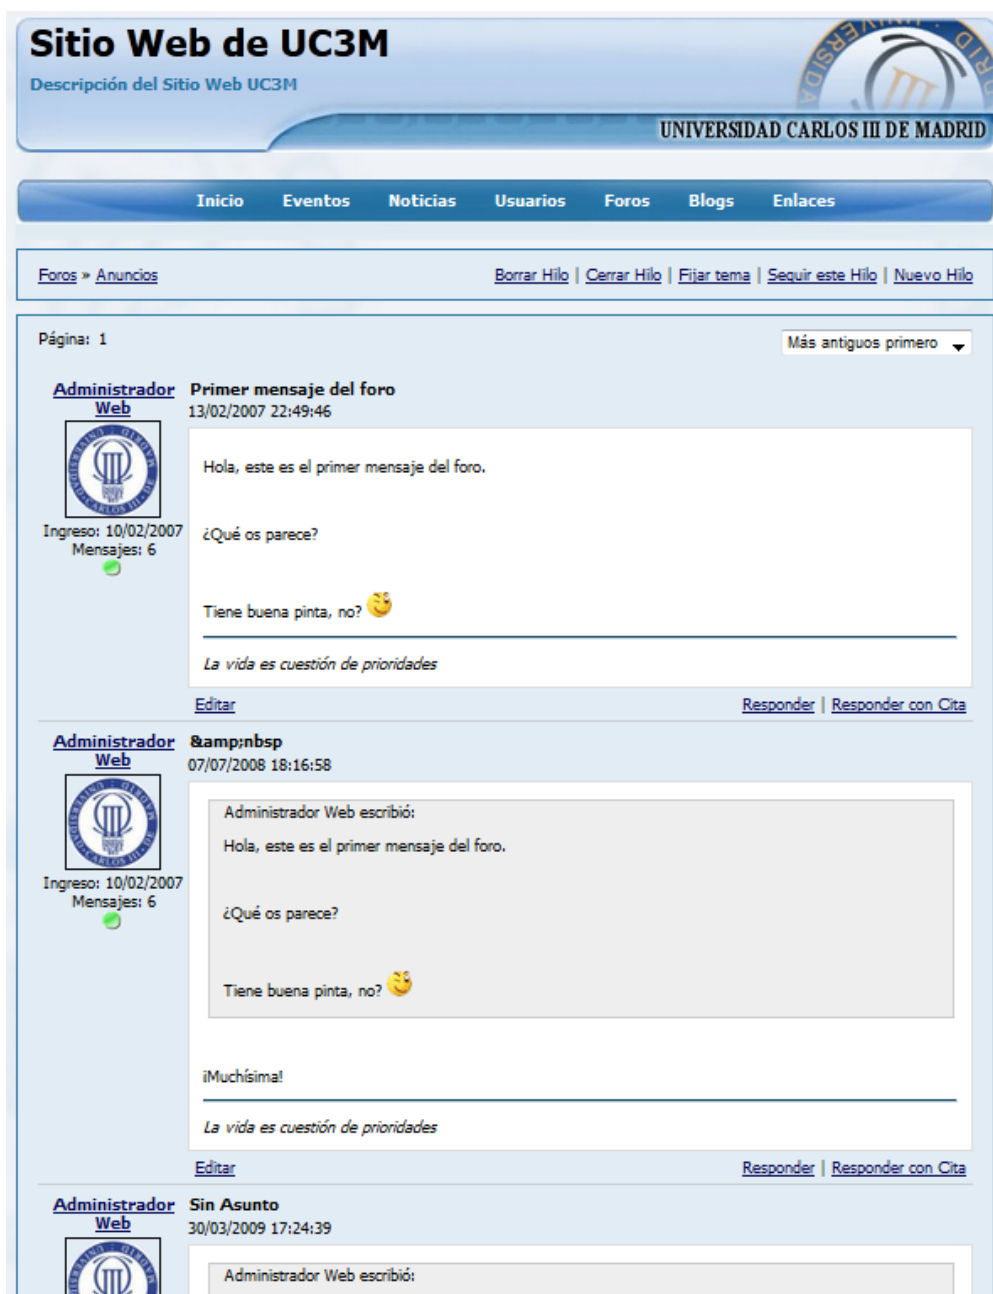 Sitio Web de UC3M
Descripción del Sitio Web UC3M
UNIVERSIDAD CARLOS III DE MADRID
Inicio Eventos Noticias Usuarios Foros Blogs Enlaces
Foros » Anuncios Borrar Hilo | Cerrar Hilo | Fijar tema | Seguir este Hilo | Nuevo Hilo
Página: 1 Más antiguos primero
Administrador Web
Primer mensaje del foro
13/02/2007 22:49:46
Ingreso: 10/02/2007
Mensajes: 6
Hola, este es el primer mensaje del foro.
¿Qué os parece?
Tiene buena pinta, no?
La vida es cuestión de prioridades
Editar Responder | Responder con Cita
Administrador Web
&amp;nbsp
07/07/2008 18:16:58
Ingreso: 10/02/2007
Mensajes: 6
Administrador Web escribió:
Hola, este es el primer mensaje del foro.
¿Qué os parece?
Tiene buena pinta, no?
¡Muchísima!
La vida es cuestión de prioridades
Editar Responder | Responder con Cita
Administrador Web
Sin Asunto
30/03/2009 17:24:39
Administrador Web escribió: